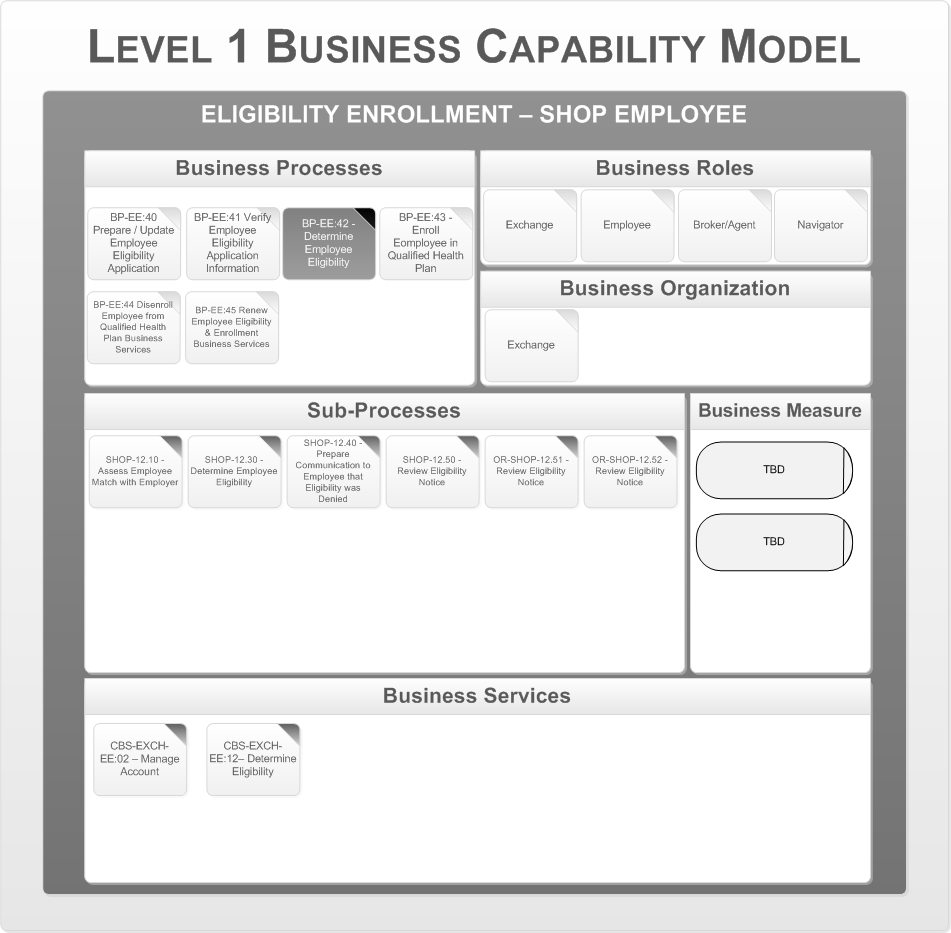 LEVEL 1 BUSINESS CAPABILITY MODEL
ELIGIBILITY ENROLLMENT – SHOP EMPLOYEE
Business Processes
BP-EE:40
Prepare / Update
Employee
Eligibility
Application
BP-EE:41 Verify
Employee
Eligibility
Application
Information
BP-EE:42 -
Determine
Employee
Eligibility
BP-EE:43 -
Enroll
Eomployee in
Qualified Health
Plan
BP-EE:44 Disenroll
Employee from
Qualified Health
Plan Business
Services
BP-EE:45 Renew
Employee Eligibility
& Enrollment
Business Services
Business Roles
Exchange
Employee
Broker/Agent
Navigator
Business Organization
Exchange
Sub-Processes
SHOP-12.10 -
Assess Employee
Match with Employer
SHOP-12.30 -
Determine Employee
Eligibility
SHOP-12.40 -
Prepare
Communication to
Employee that
Eligibility was
Denied
SHOP-12.50 -
Review Eligibility
Notice
OR-SHOP-12.51 -
Review Eligibility
Notice
OR-SHOP-12.52 -
Review Eligibility
Notice
Business Measure
TBD
TBD
Business Services
CBS-EXCH-
EE:02 – Manage
Account
CBS-EXCH-
EE:12– Determine
Eligibility